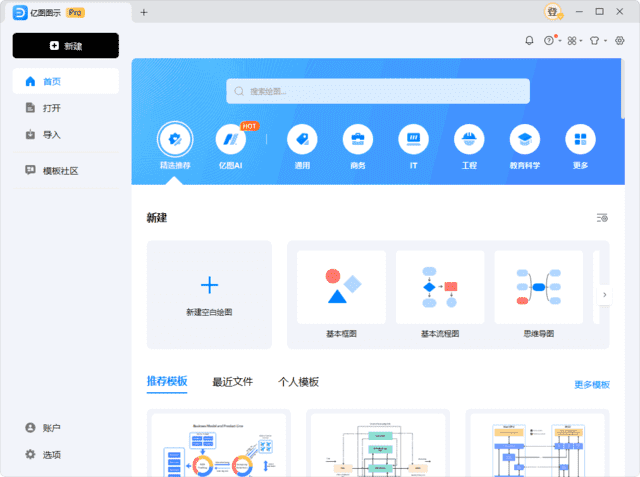 亿图图示 Pro
登
新建
首页
打开
导入
模板社区
账户
选项
搜索绘图...
HOT
精选推荐 亿图AI 通用 商务 IT 工程 教育科学 更多
新建
新建空白绘图 基本框图 基本流程图 思维导图
推荐模板 最近文件 个人模板 更多模板
Business Model and Product Line